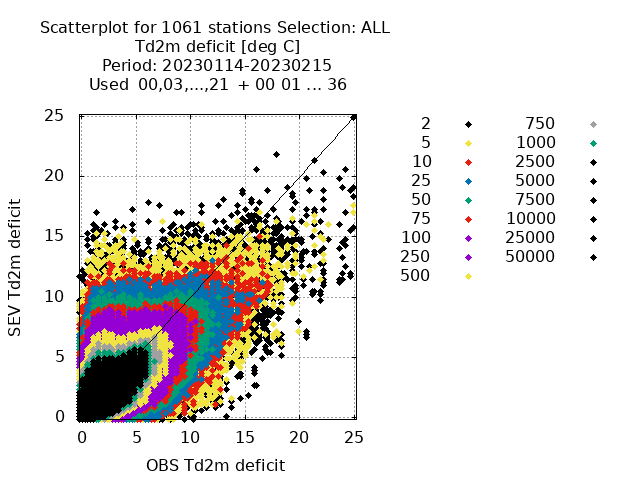 Scatterplot for 1061 stations Selection: ALL
Td2m deficit [deg C]
Period: 20230114-20230215
Used 00,03,...,21 + 00 01 ... 36
25
20
15
10
5
0
0 5 10 15 20 25
SEV Td2m deficit
OBS Td2m deficit
2 750
5 1000
10 2500
25 5000
50 7500
75 10000
100 25000
250 50000
500